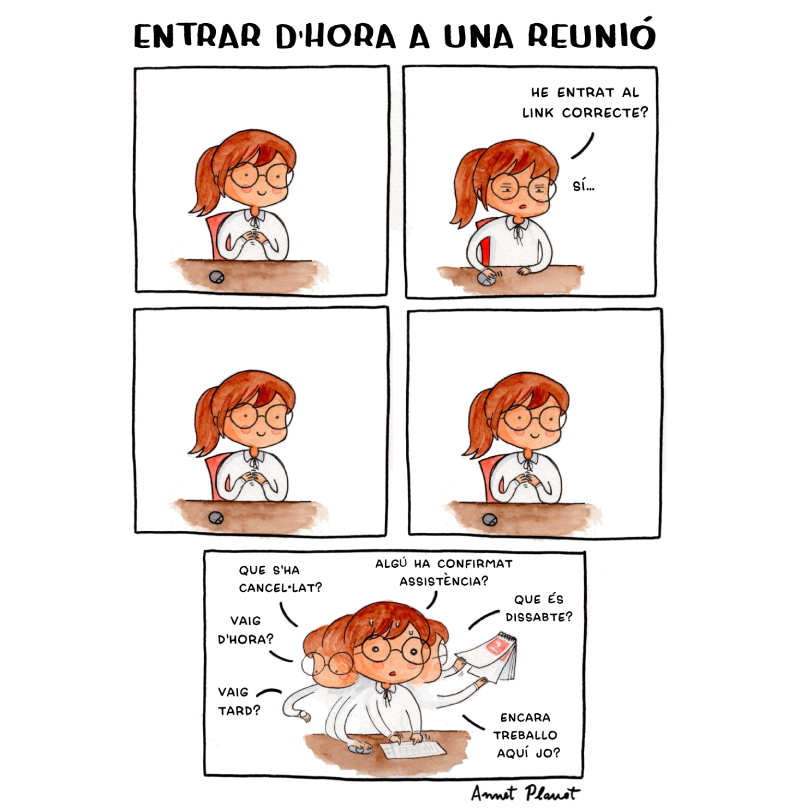 ENTRAR D'HORA A UNA REUNIÓ
HE ENTRAT AL
LINK CORRECTE?
SÍ...
QUE S'HA
CANCEL·LAT?
ALGÚ HA CONFIRMAT
ASSISTÈNCIA?
QUE ÉS
DISSABTE?
VAIG
D'HORA?
VAIG
TARD?
ENCARA
TREBALLO
AQUÍ JO?
Annet Planet